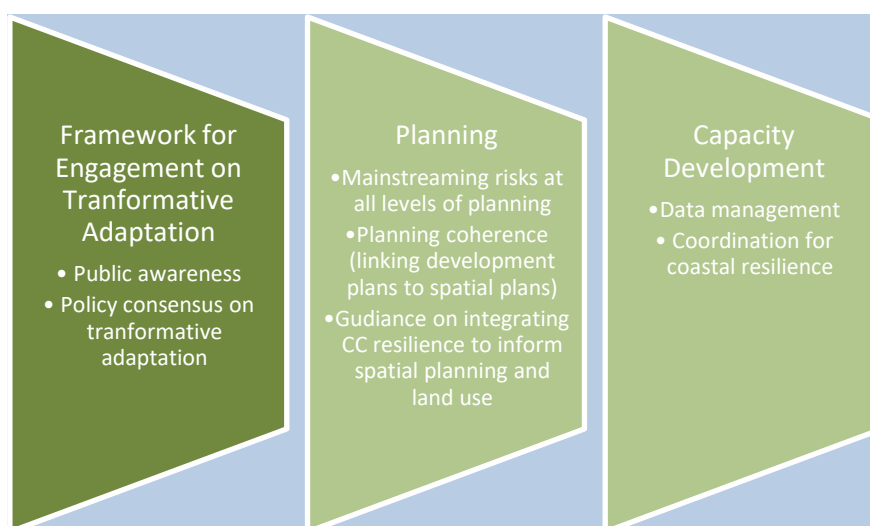 Framework for
Engagement on
Tranformative
Adaptation
• Public awareness
• Policy consensus on
tranformative
adaptation
Planning
•Mainstreaming risks at
all levels of planning
•Planning coherence
(linking development
plans to spatial plans)
•Gudiance on integrating
CC resilience to inform
spatial planning and
land use
Capacity
Development
•Data management
• Coordination for
coastal resilience